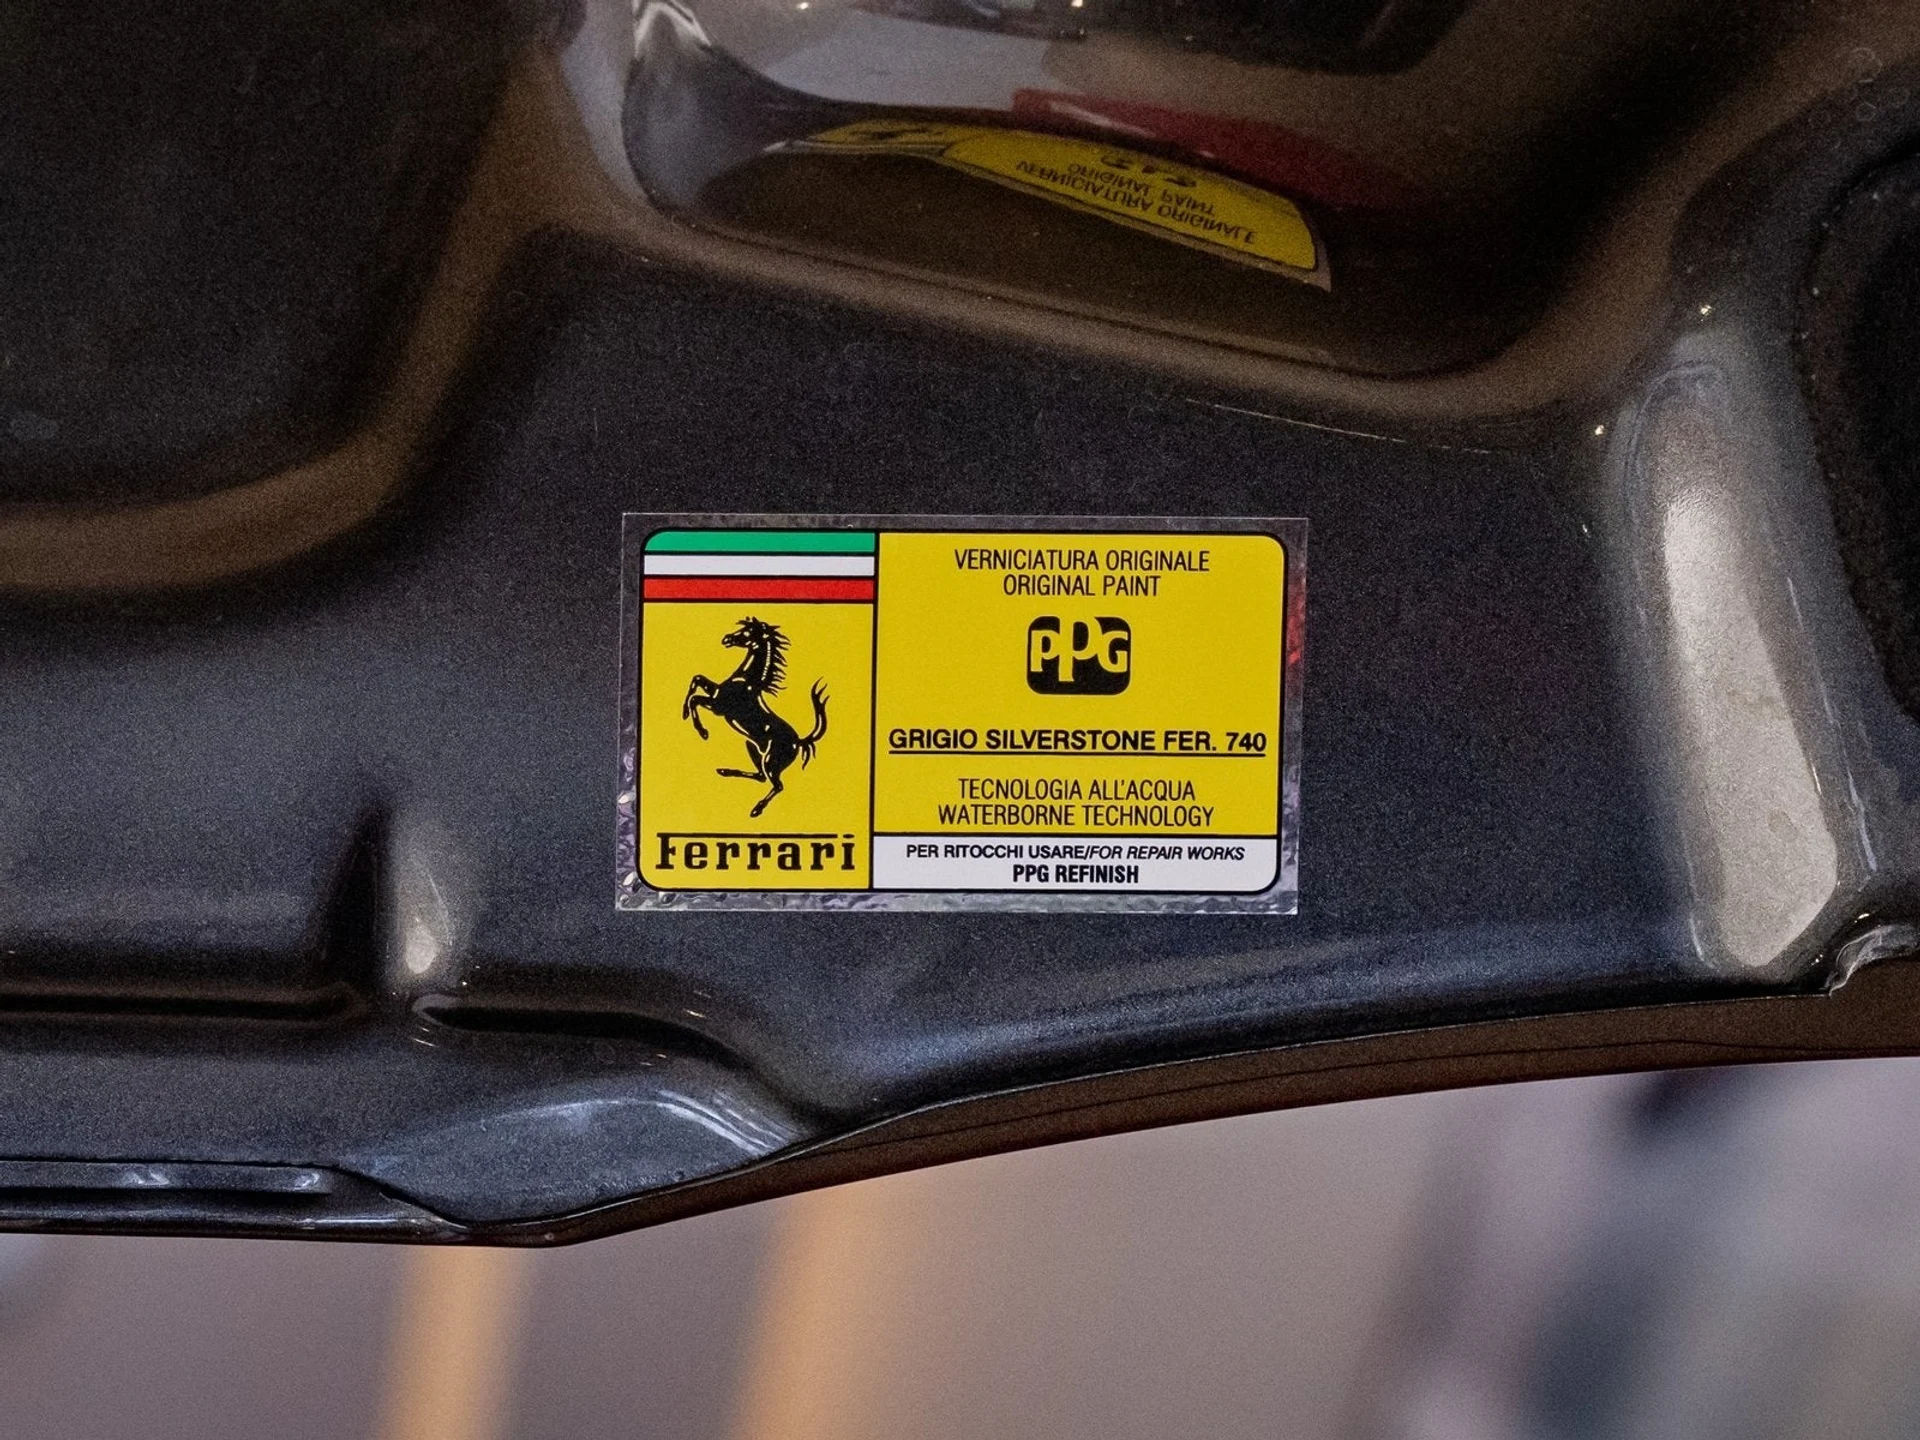 VERNICIATURA ORIGINALE
ORIGINAL PAINT
PPG
GRIGIO SILVERSTONE FER. 740
TECNOLOGIA ALL'ACQUA
WATERBORNE TECHNOLOGY
Ferrari
PER RITOCCHI USARE/FOR REPAIR WORKS
PPG REFINISH